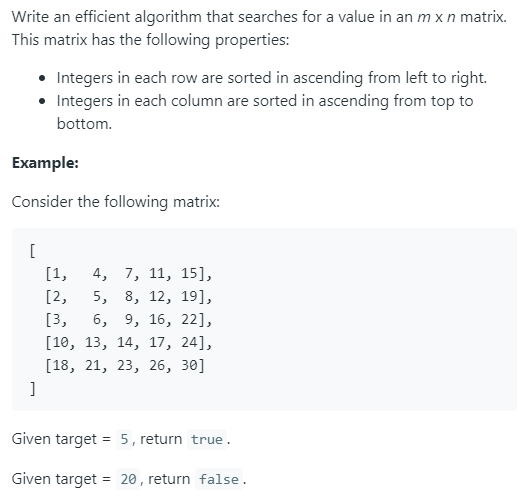 Write an efficient algorithm that searches for a value in an m x n matrix.
This matrix has the following properties:
• Integers in each row are sorted in ascending from left to right.
• Integers in each column are sorted in ascending from top to
bottom.
Example:
Consider the following matrix:
[
[1, 4, 7, 11, 15],
[2, 5, 8, 12, 19],
[3, 6, 9, 16, 22],
[10, 13, 14, 17, 24],
[18, 21, 23, 26, 30]
]
Given target = 5, return true.
Given target = 20, return false.